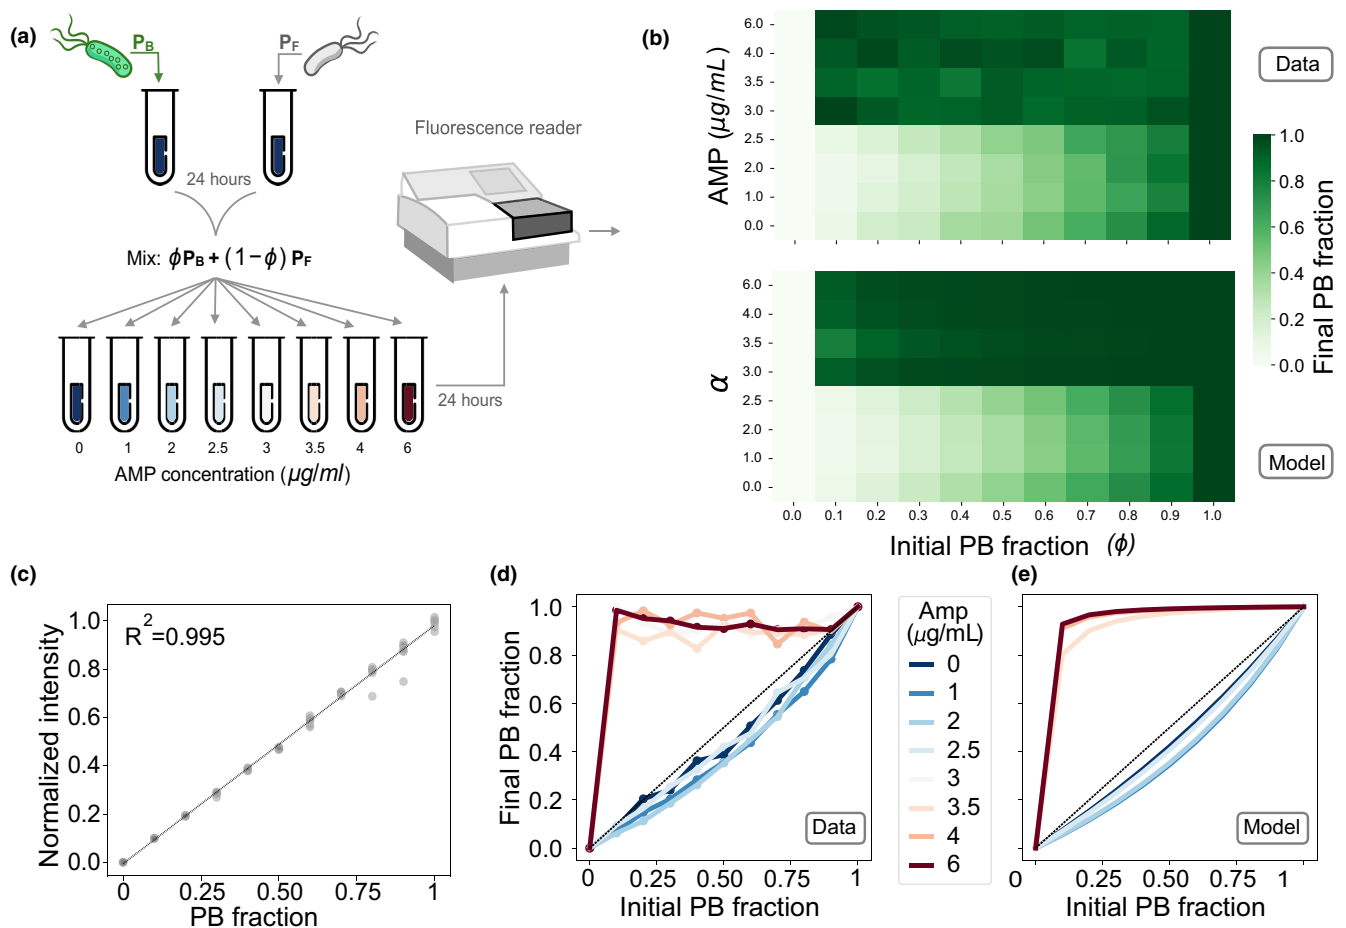 (a)
P_B
P_F
24 hours
Mix: ϕP_B + (1−ϕ) P_F
Fluorescence reader
24 hours
0 1 2 2.5 3 3.5 4 6
AMP concentration (μg/ml)
(b)
AMP (μg/mL)
6.0
4.0
3.5
3.0
2.5
2.0
1.0
0.0
Data
α
6.0
4.0
3.5
3.0
2.5
2.0
1.0
0.0
0.0 0.1 0.2 0.3 0.4 0.5 0.6 0.7 0.8 0.9 1.0
Initial PB fraction (ϕ)
Model
1.0
0.8
0.6
0.4
0.2
0.0
Final PB fraction
(c)
R²=0.995
Normalized intensity
1.0
0.8
0.6
0.4
0.2
0.0
0 0.25 0.50 0.75 1
PB fraction
(d)
Final PB fraction
1.0
0.8
0.6
0.4
0.2
0.0
0 0.25 0.50 0.75 1
Initial PB fraction
Data
Amp
(μg/mL)
0
1
2
2.5
3
3.5
4
6
(e)
Model
0 0.25 0.50 0.75 1
Initial PB fraction